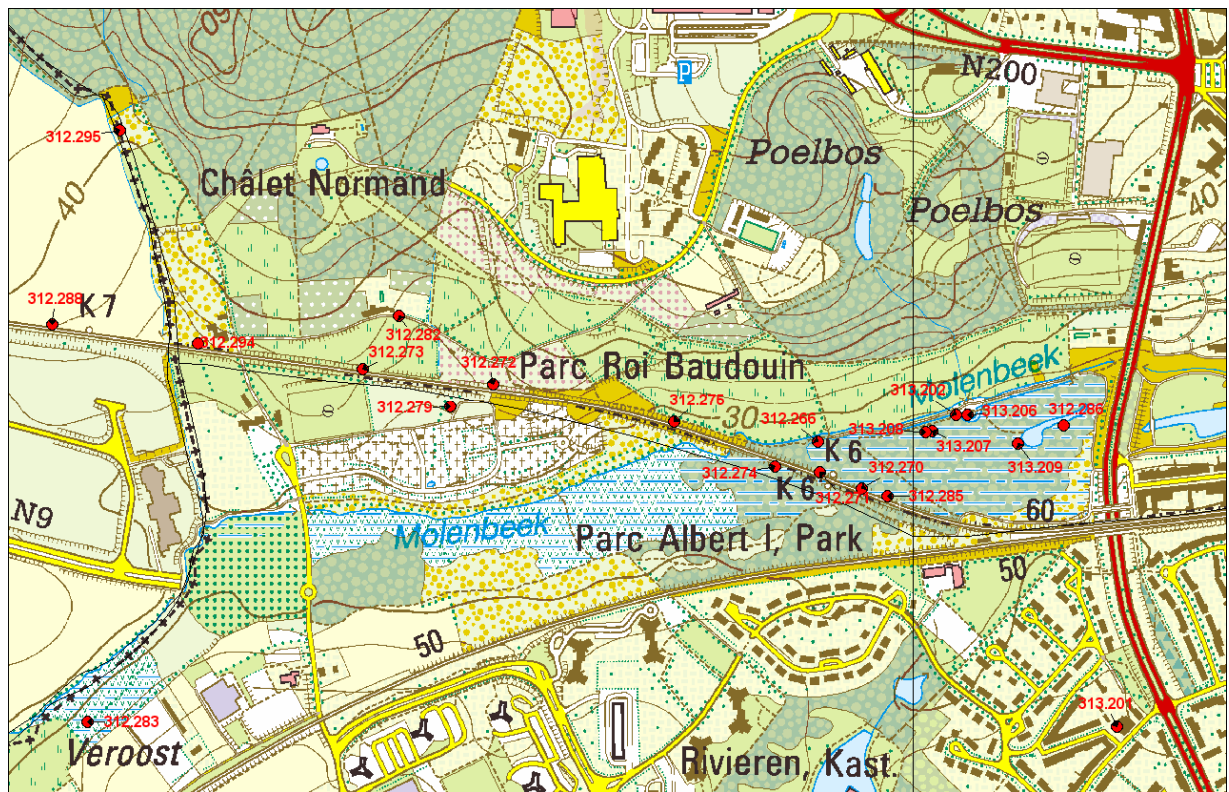 60
P
N200
Poelbos
312.295
Châlet Normand
40
Poelbos
40
312.288
K 7
312.294
312.282
312.273
312.272
Parc Roi Baudouin
Molenbeek
312.279
312.276
30
312.266
313.202
313.206
312.286
313.208
313.207
313.209
K 6
312.274
K 6
312.270
312.285
N9
Molenbeek
Parc Albert I, Park
60
50
50
312.283
Veroost
Rivieren, Kast.
313.201